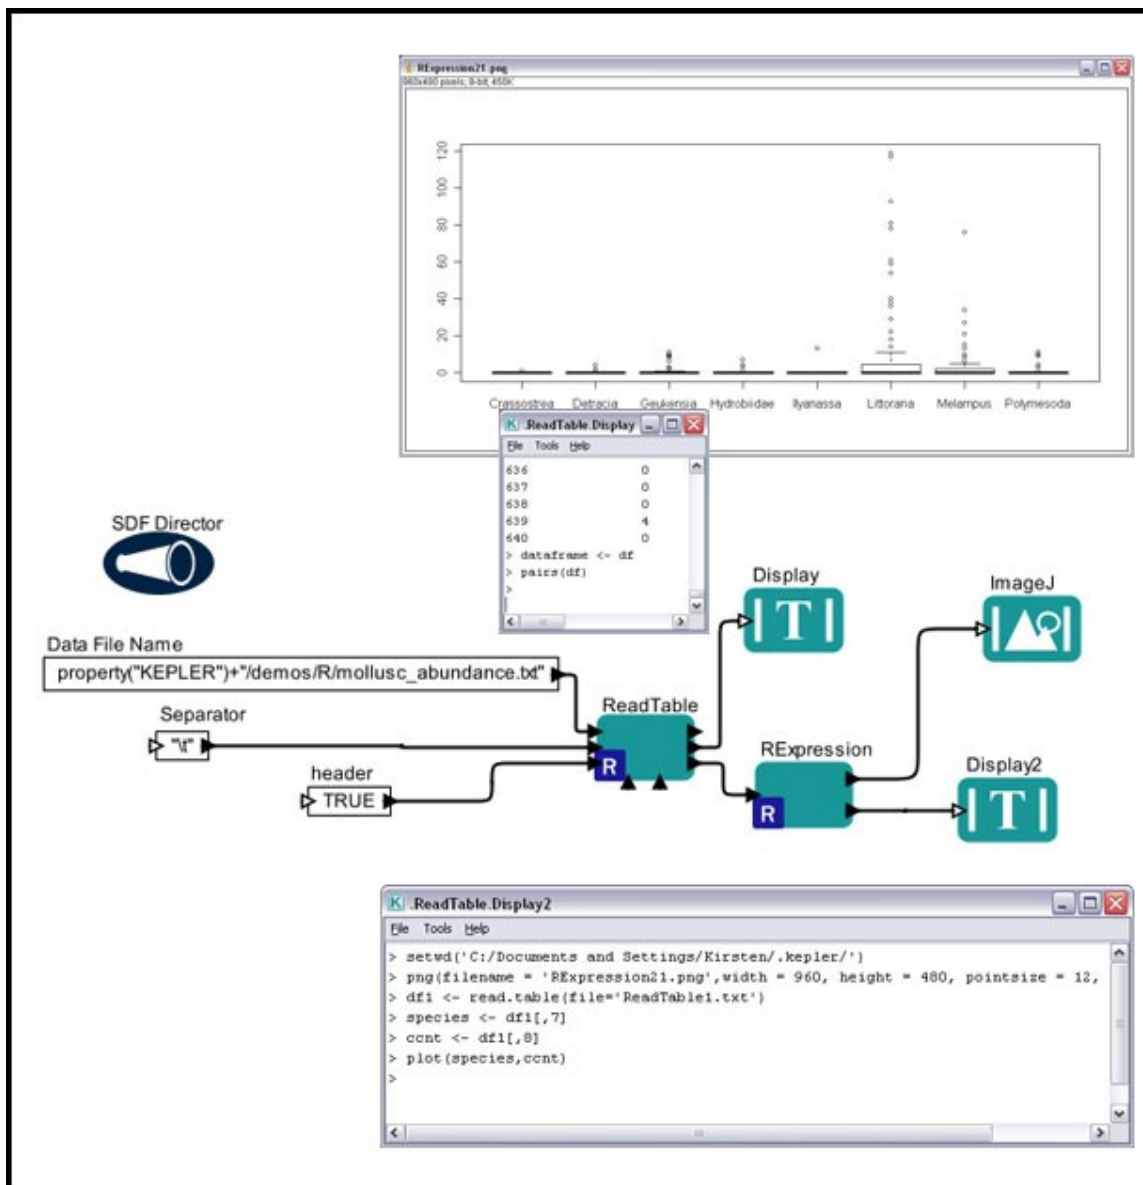 RExpression21.png
960x480 pixels; 8-bit; 450K
120
100
80
60
40
20
0
Crassostrea Detracia Geukensia Hydrobiidae Ilyanassa Littoraria Melampus Polymesoda
.ReadTable.Display
File Tools Help
636 0
637 0
638 0
639 4
640 0
> dataframe <- df
> pairs(df)
>
SDF Director
Display
T
ImageJ
Data File Name
property("KEPLER")+"/demos/R/mollusc_abundance.txt"
Separator
"\t"
ReadTable
R
header
TRUE
RExpression
R
Display2
T
K .ReadTable.Display2
File Tools Help
> setwd('C:/Documents and Settings/Kirsten/.kepler/')
> png(filename = 'RExpression21.png',width = 960, height = 480, pointsize = 12,
> df1 <- read.table(file='ReadTable1.txt')
> species <- df1[,7]
> ccnt <- df1[,8]
> plot(species,ccnt)
>